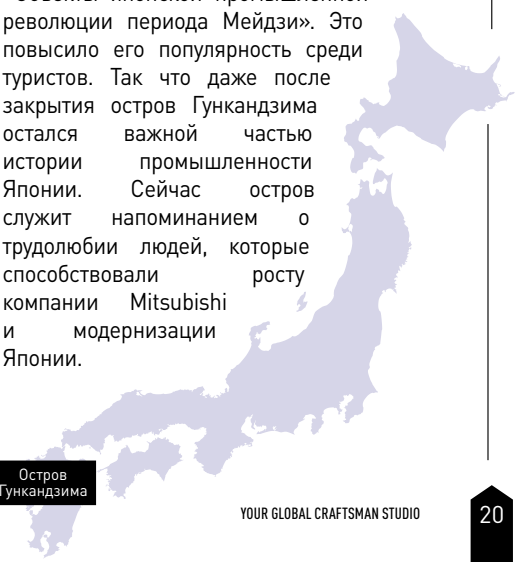 революции периода Мейдзи». Это
повысило его популярность среди
туристов. Так что даже после
закрытия остров Гункандзима
остался важной частью
истории промышленности
Японии. Сейчас остров
служит напоминанием о
трудолюбии людей, которые
способствовали росту
компании Mitsubishi
и модернизации
Японии.
Остров
Гункандзима
YOUR GLOBAL CRAFTSMAN STUDIO
20